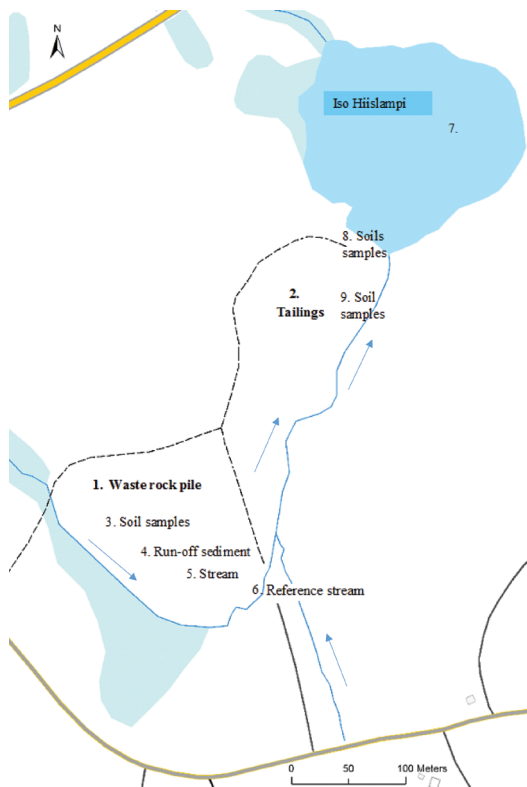 N
Iso Hiislampi
7.
8. Soils
samples
2.
Tailings
9. Soil
samples
1. Waste rock pile
3. Soil samples
4. Run-off sediment
5. Stream
6. Reference stream
0 50 100 Meters